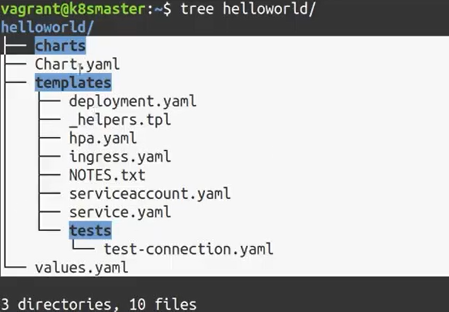 vagrant@k8smaster:~$ tree helloworld/
helloworld/
├── charts
├── Chart.yaml
├── templates
│   ├── deployment.yaml
│   ├── _helpers.tpl
│   ├── hpa.yaml
│   ├── ingress.yaml
│   ├── NOTES.txt
│   ├── serviceaccount.yaml
│   ├── service.yaml
│   └── tests
│       └── test-connection.yaml
└── values.yaml
3 directories, 10 files